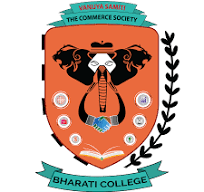 VANIJYA SAMITI
THE COMMERCE SOCIETY
BHARATI COLLEGE